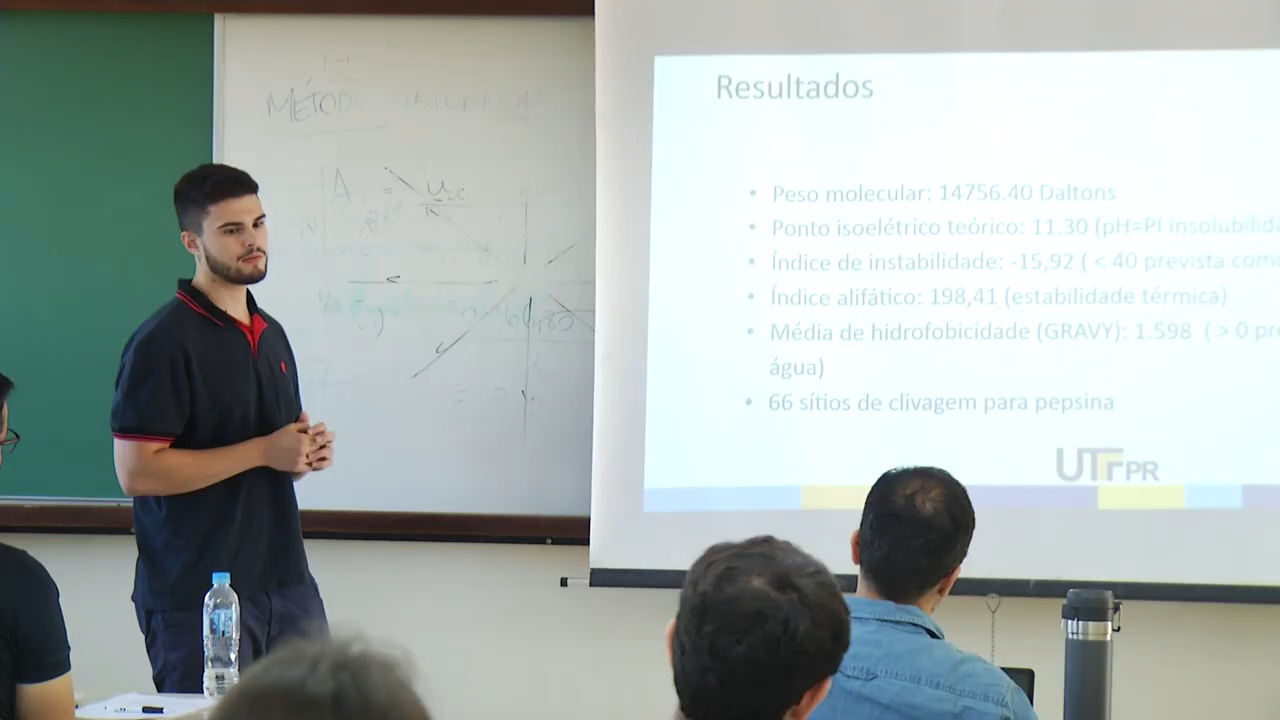 MÉTOD
A = u
Resultados
• Peso molecular: 14756.40 Daltons
• Ponto isoelétrico teórico: 11.30 (pH=PI insolubilida
• Índice de instabilidade: -15,92 ( < 40 prevista como
• Índice alifático: 198,41 (estabilidade térmica)
• Média de hidrofobicidade (GRAVY): 1.598 ( > 0 pr
água)
• 66 sítios de clivagem para pepsina
UTFPR